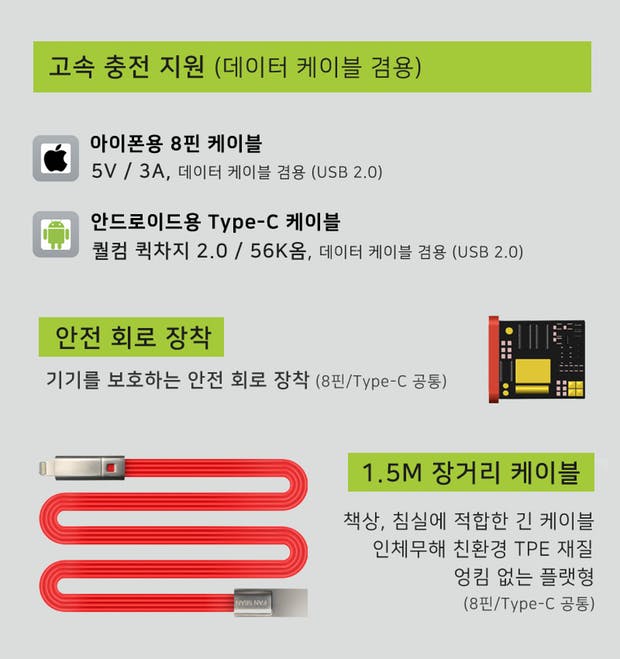 고속 충전 지원 (데이터 케이블 겸용)
아이폰용 8핀 케이블
5V / 3A, 데이터 케이블 겸용 (USB 2.0)
안드로이드용 Type-C 케이블
퀄컴 퀵차지 2.0 / 56K옴, 데이터 케이블 겸용 (USB 2.0)
안전 회로 장착
기기를 보호하는 안전 회로 장착 (8핀/Type-C 공통)
1.5M 장거리 케이블
책상, 침실에 적합한 긴 케이블
인체무해 친환경 TPE 재질
엉킴 없는 플랫형
(8핀/Type-C 공통)